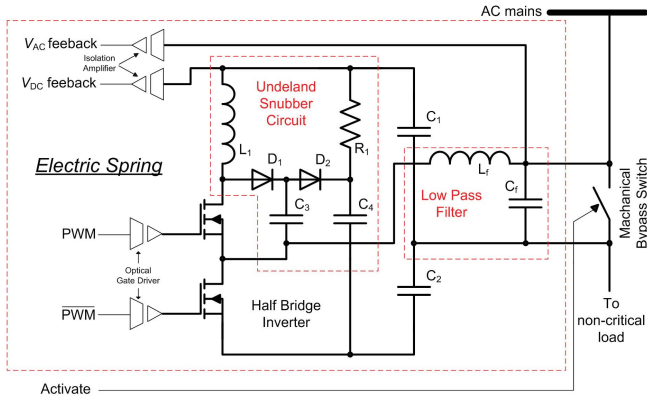 AC mains
V_AC feeback
Isolation
Amplifier
V_DC feeback
Undeland
Snubber
Circuit
C1
L1
R1
Electric Spring
D1
D2
Lf
Low Pass
Filter
Cf
C3
C4
Machanical
Bypass Switch
PWM
Optical
Gate Driver
C2
Half Bridge
Inverter
PWM
To
non-critical
load
Activate